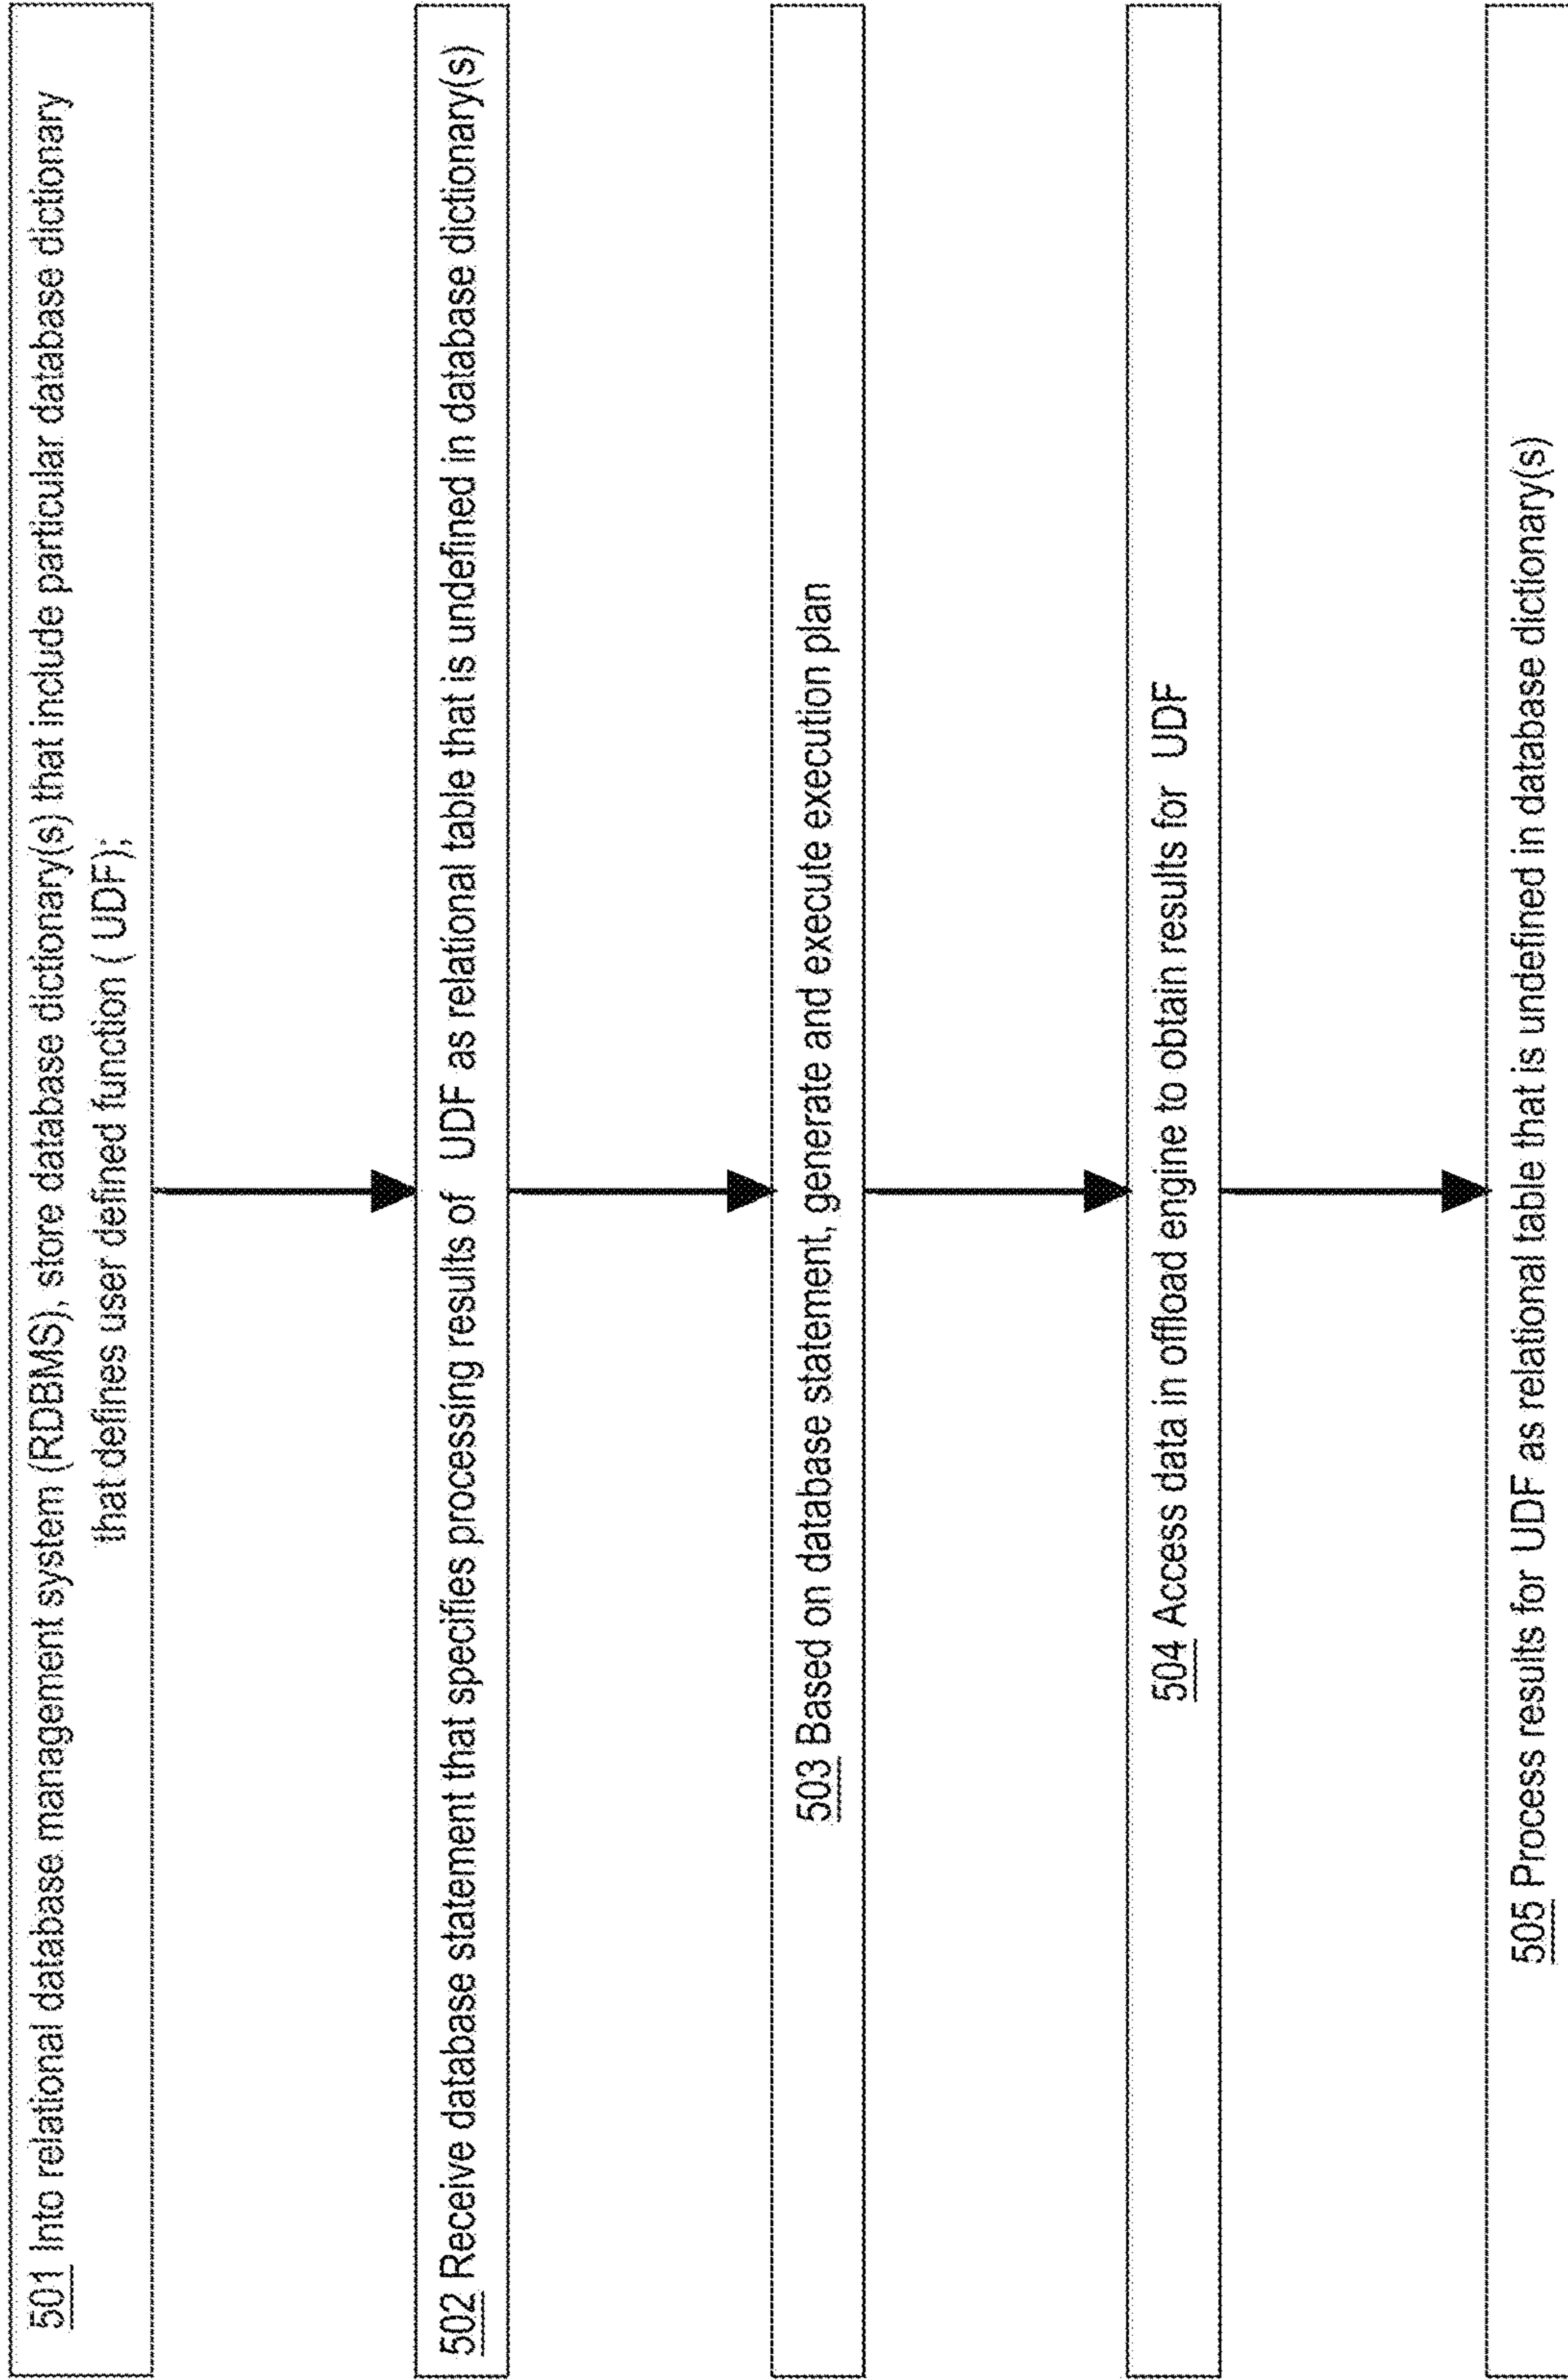 501 Into relational database management system (RDBMS), store database dictionary(s) that include particular database dictionary
that defines user defined function ( UDF);
502 Receive database statement that specifies processing results of UDF as relational table that is undefined in database dictionary(s)
503 Based on database statement, generate and execute execution plan
504 Access data in offload engine to obtain results for UDF
505 Process results for UDF as relational table that is undefined in database dictionary(s)